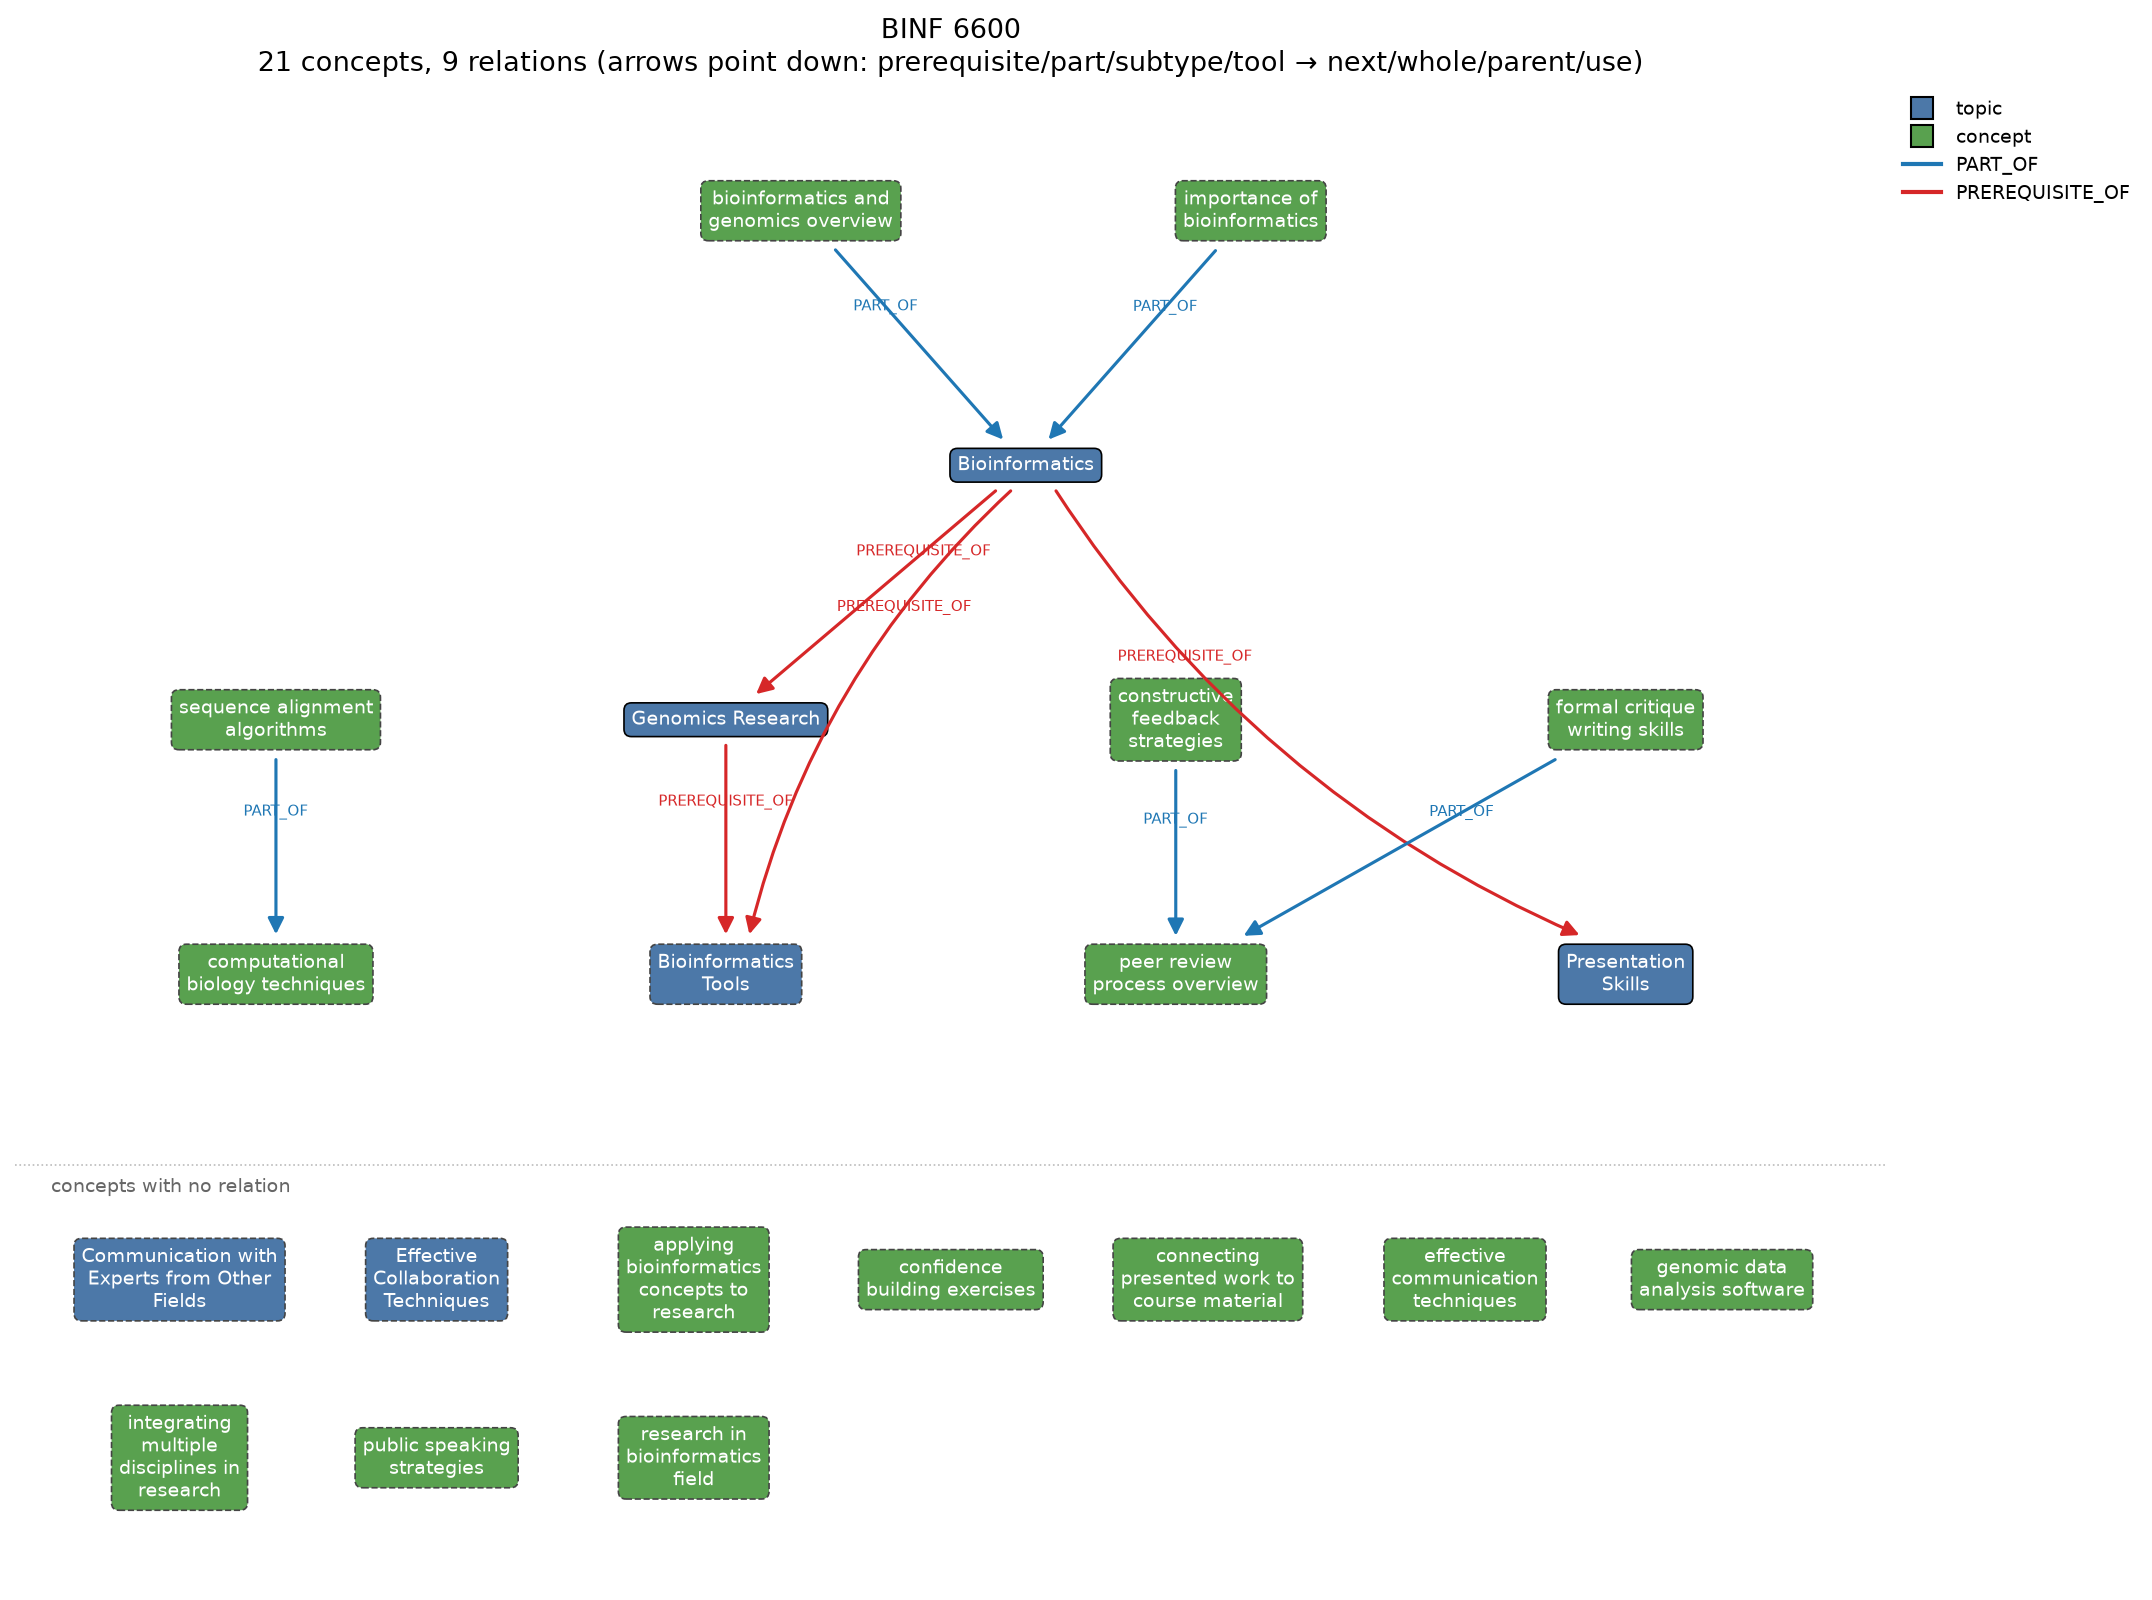 BINF 6600
21 concepts, 9 relations (arrows point down: prerequisite/part/subtype/tool → next/whole/parent/use)
topic
concept
PART_OF
PREREQUISITE_OF
bioinformatics and
genomics overview
importance of
bioinformatics
PART_OF
PART_OF
Bioinformatics
PREREQUISITE_OF
PREREQUISITE_OF
PREREQUISITE_OF
sequence alignment
algorithms
Genomics Research
constructive
feedback
strategies
formal critique
writing skills
PART_OF
PREREQUISITE_OF
PART_OF
PART_OF
computational
biology techniques
Bioinformatics
Tools
peer review
process overview
Presentation
Skills
concepts with no relation
Communication with
Experts from Other
Fields
Effective
Collaboration
Techniques
applying
bioinformatics
concepts to
research
confidence
building exercises
connecting
presented work to
course material
effective
communication
techniques
genomic data
analysis software
integrating
multiple
disciplines in
research
public speaking
strategies
research in
bioinformatics
field